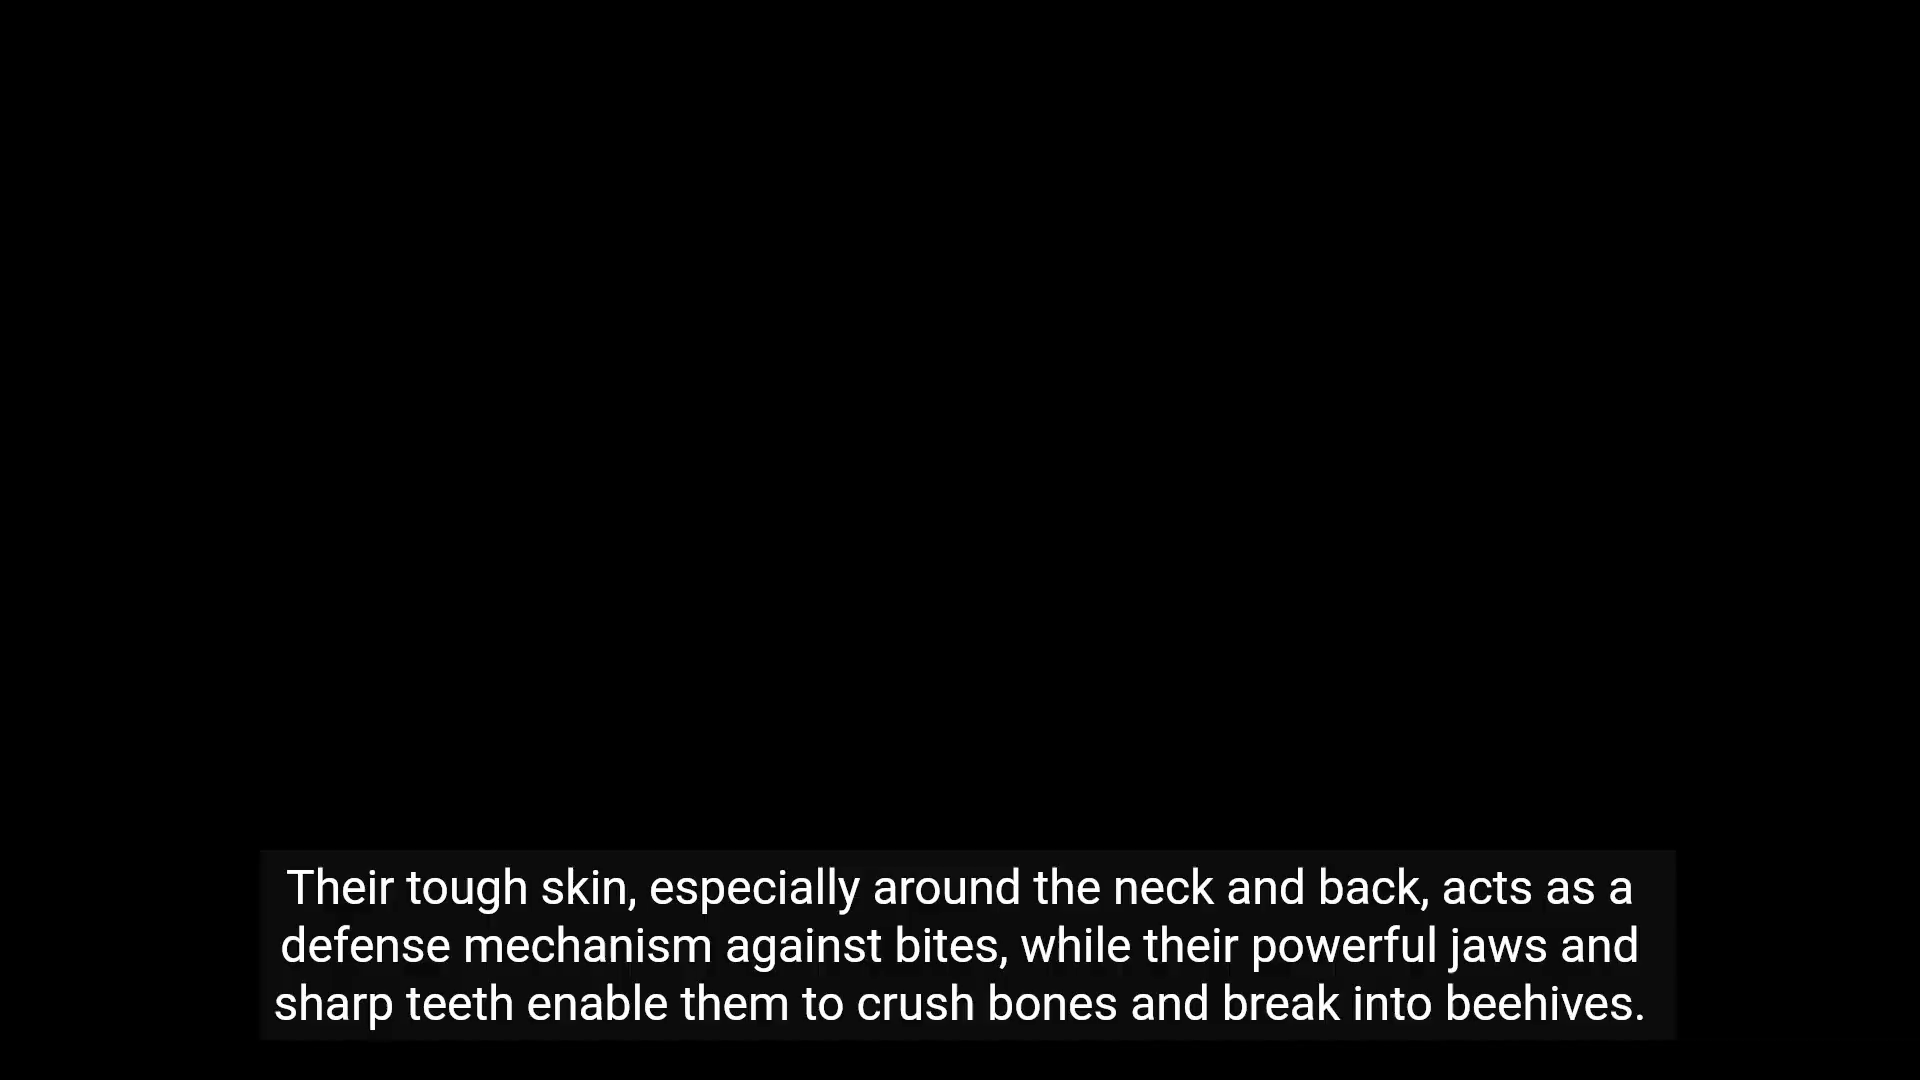 Their tough skin, especially around the neck and back, acts as a
defense mechanism against bites, while their powerful jaws and
sharp teeth enable them to crush bones and break into beehives.